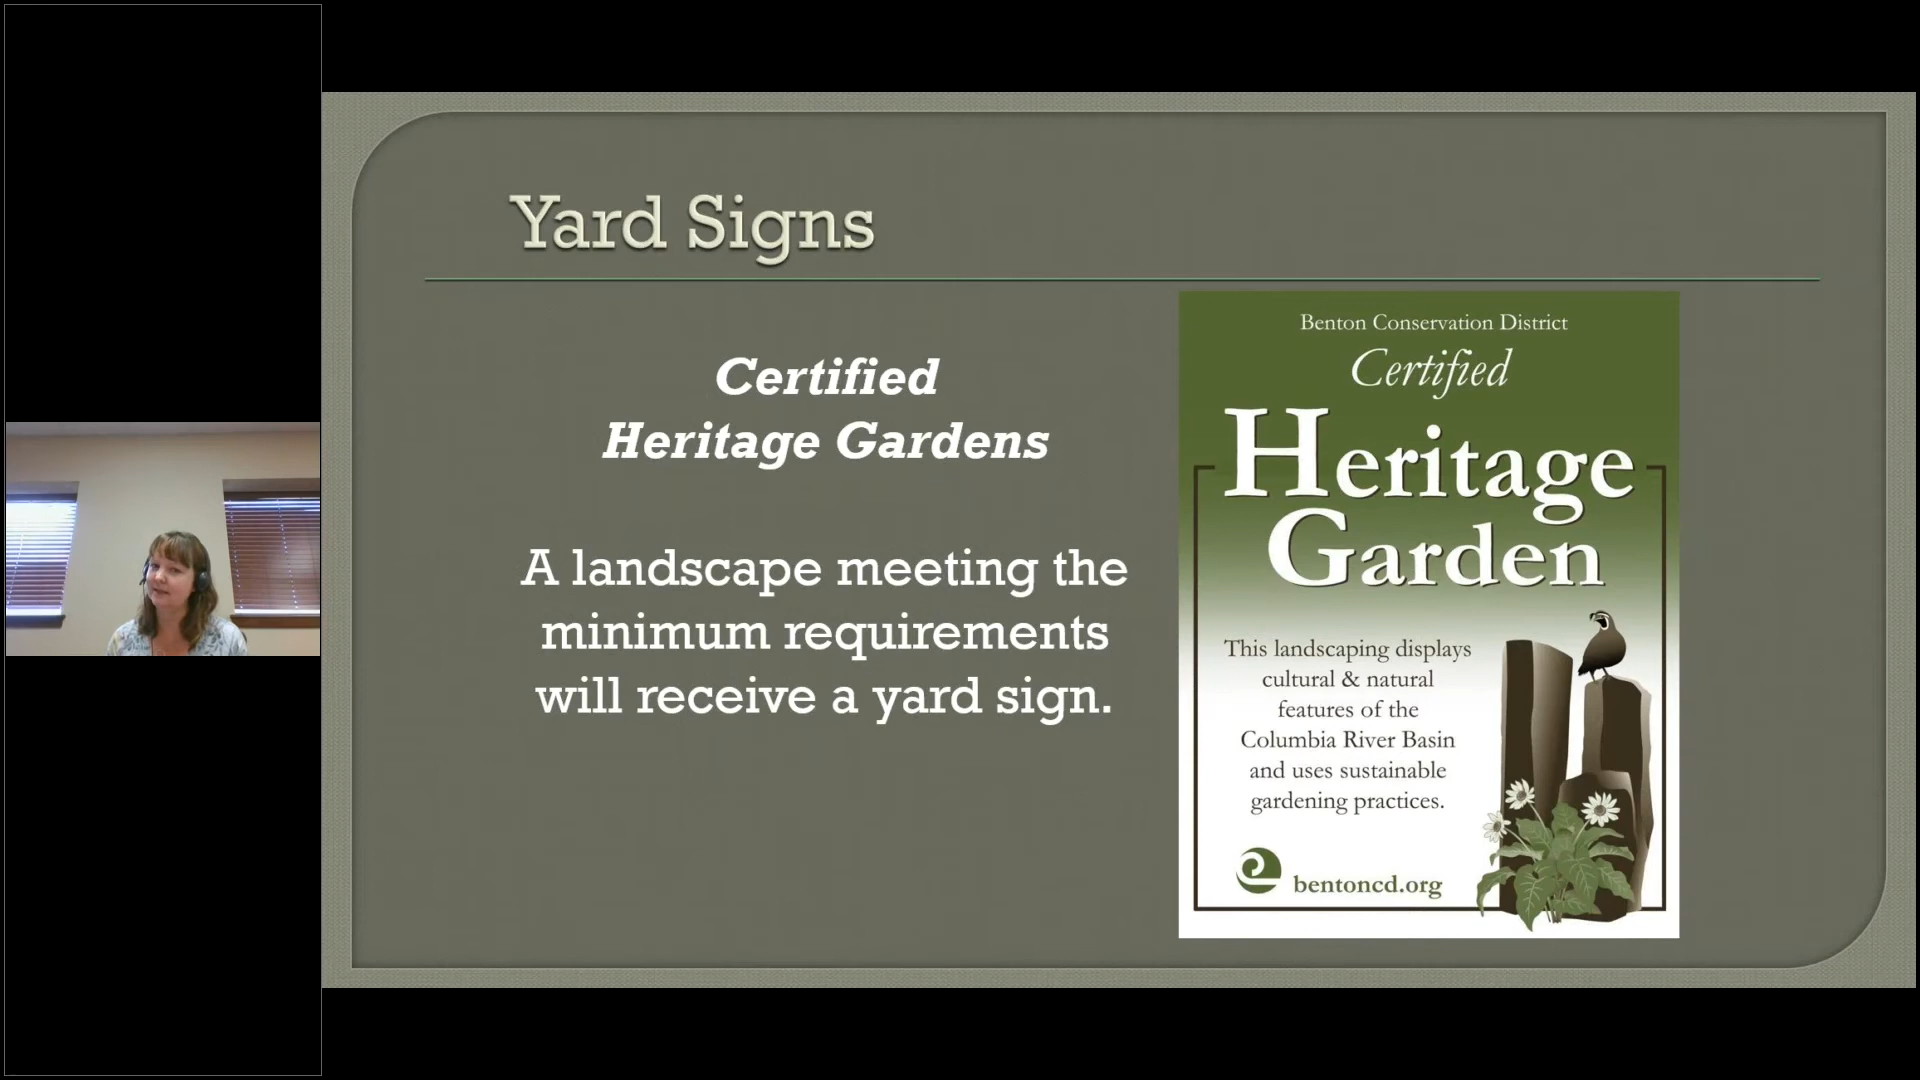 Yard Signs
Certified
Heritage Gardens
A landscape meeting the
minimum requirements
will receive a yard sign.
Benton Conservation District
Certified
Heritage
Garden
This landscaping displays
cultural & natural
features of the
Columbia River Basin
and uses sustainable
gardening practices.
bentoncd.org